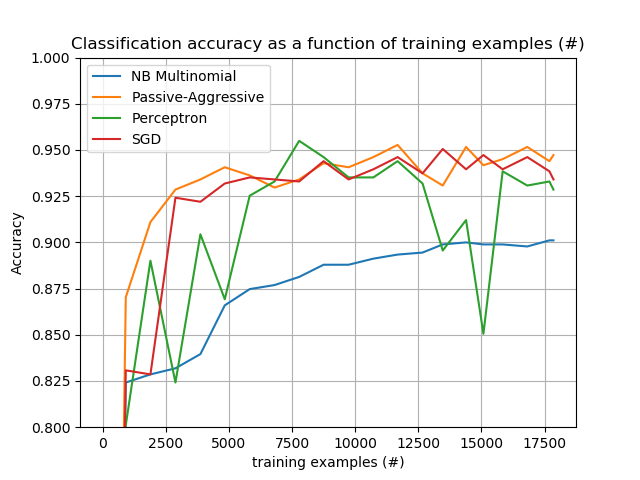 Classification accuracy as a function of training examples (#)
1.000
0.975
0.950
0.925
0.900
0.875
0.850
0.825
0.800
Accuracy
NB Multinomial
Passive-Aggressive
Perceptron
SGD
0 2500 5000 7500 10000 12500 15000 17500
training examples (#)